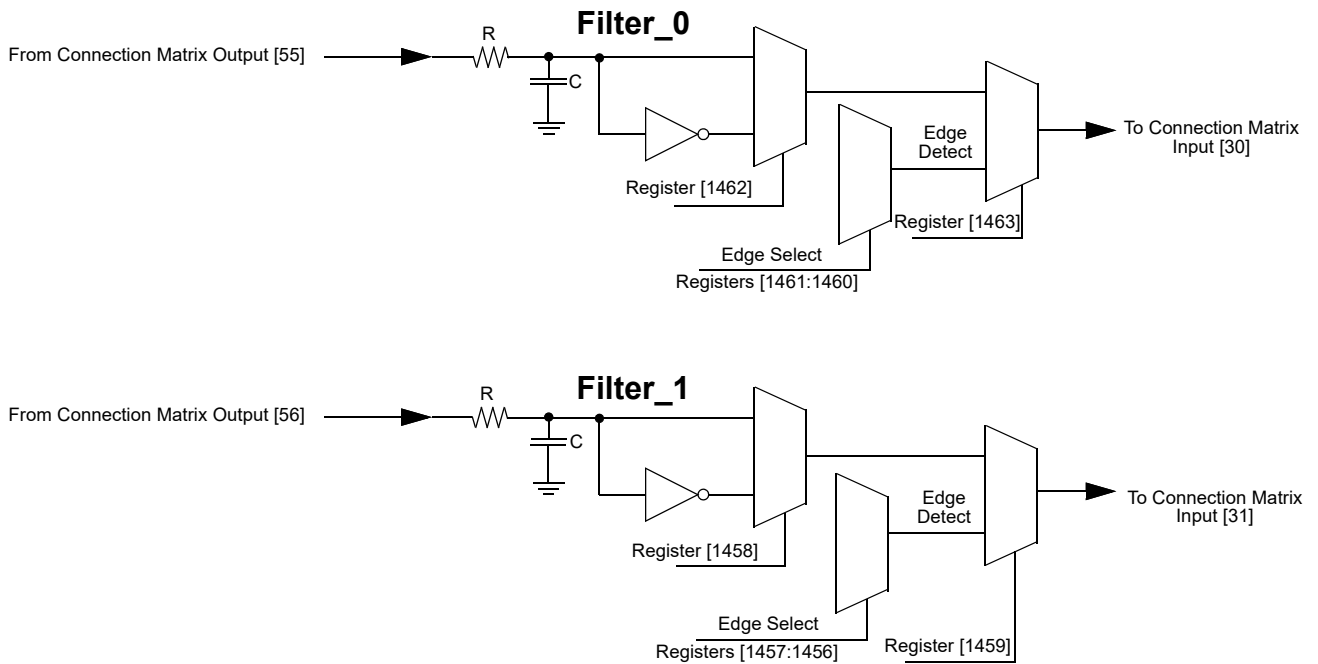 Filter_0
From Connection Matrix Output [55]
R
C
Edge
Detect
To Connection Matrix
Input [30]
Register [1462]
Register [1463]
Edge Select
Registers [1461:1460]
Filter_1
From Connection Matrix Output [56]
R
C
Edge
Detect
To Connection Matrix
Input [31]
Register [1458]
Edge Select
Registers [1457:1456]
Register [1459]